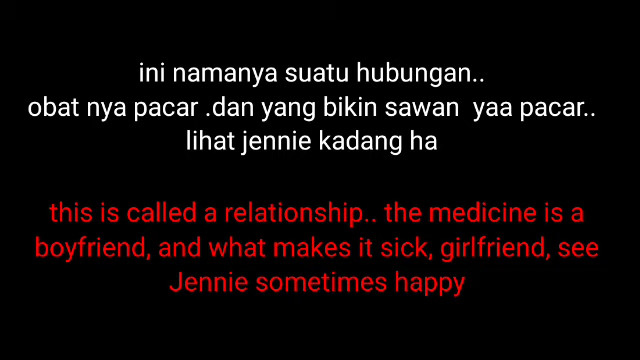 ini namanya suatu hubungan..
obat nya pacar .dan yang bikin sawan yaa pacar..
lihat jennie kadang ha
this is called a relationship.. the medicine is a
boyfriend, and what makes it sick, girlfriend, see
Jennie sometimes happy